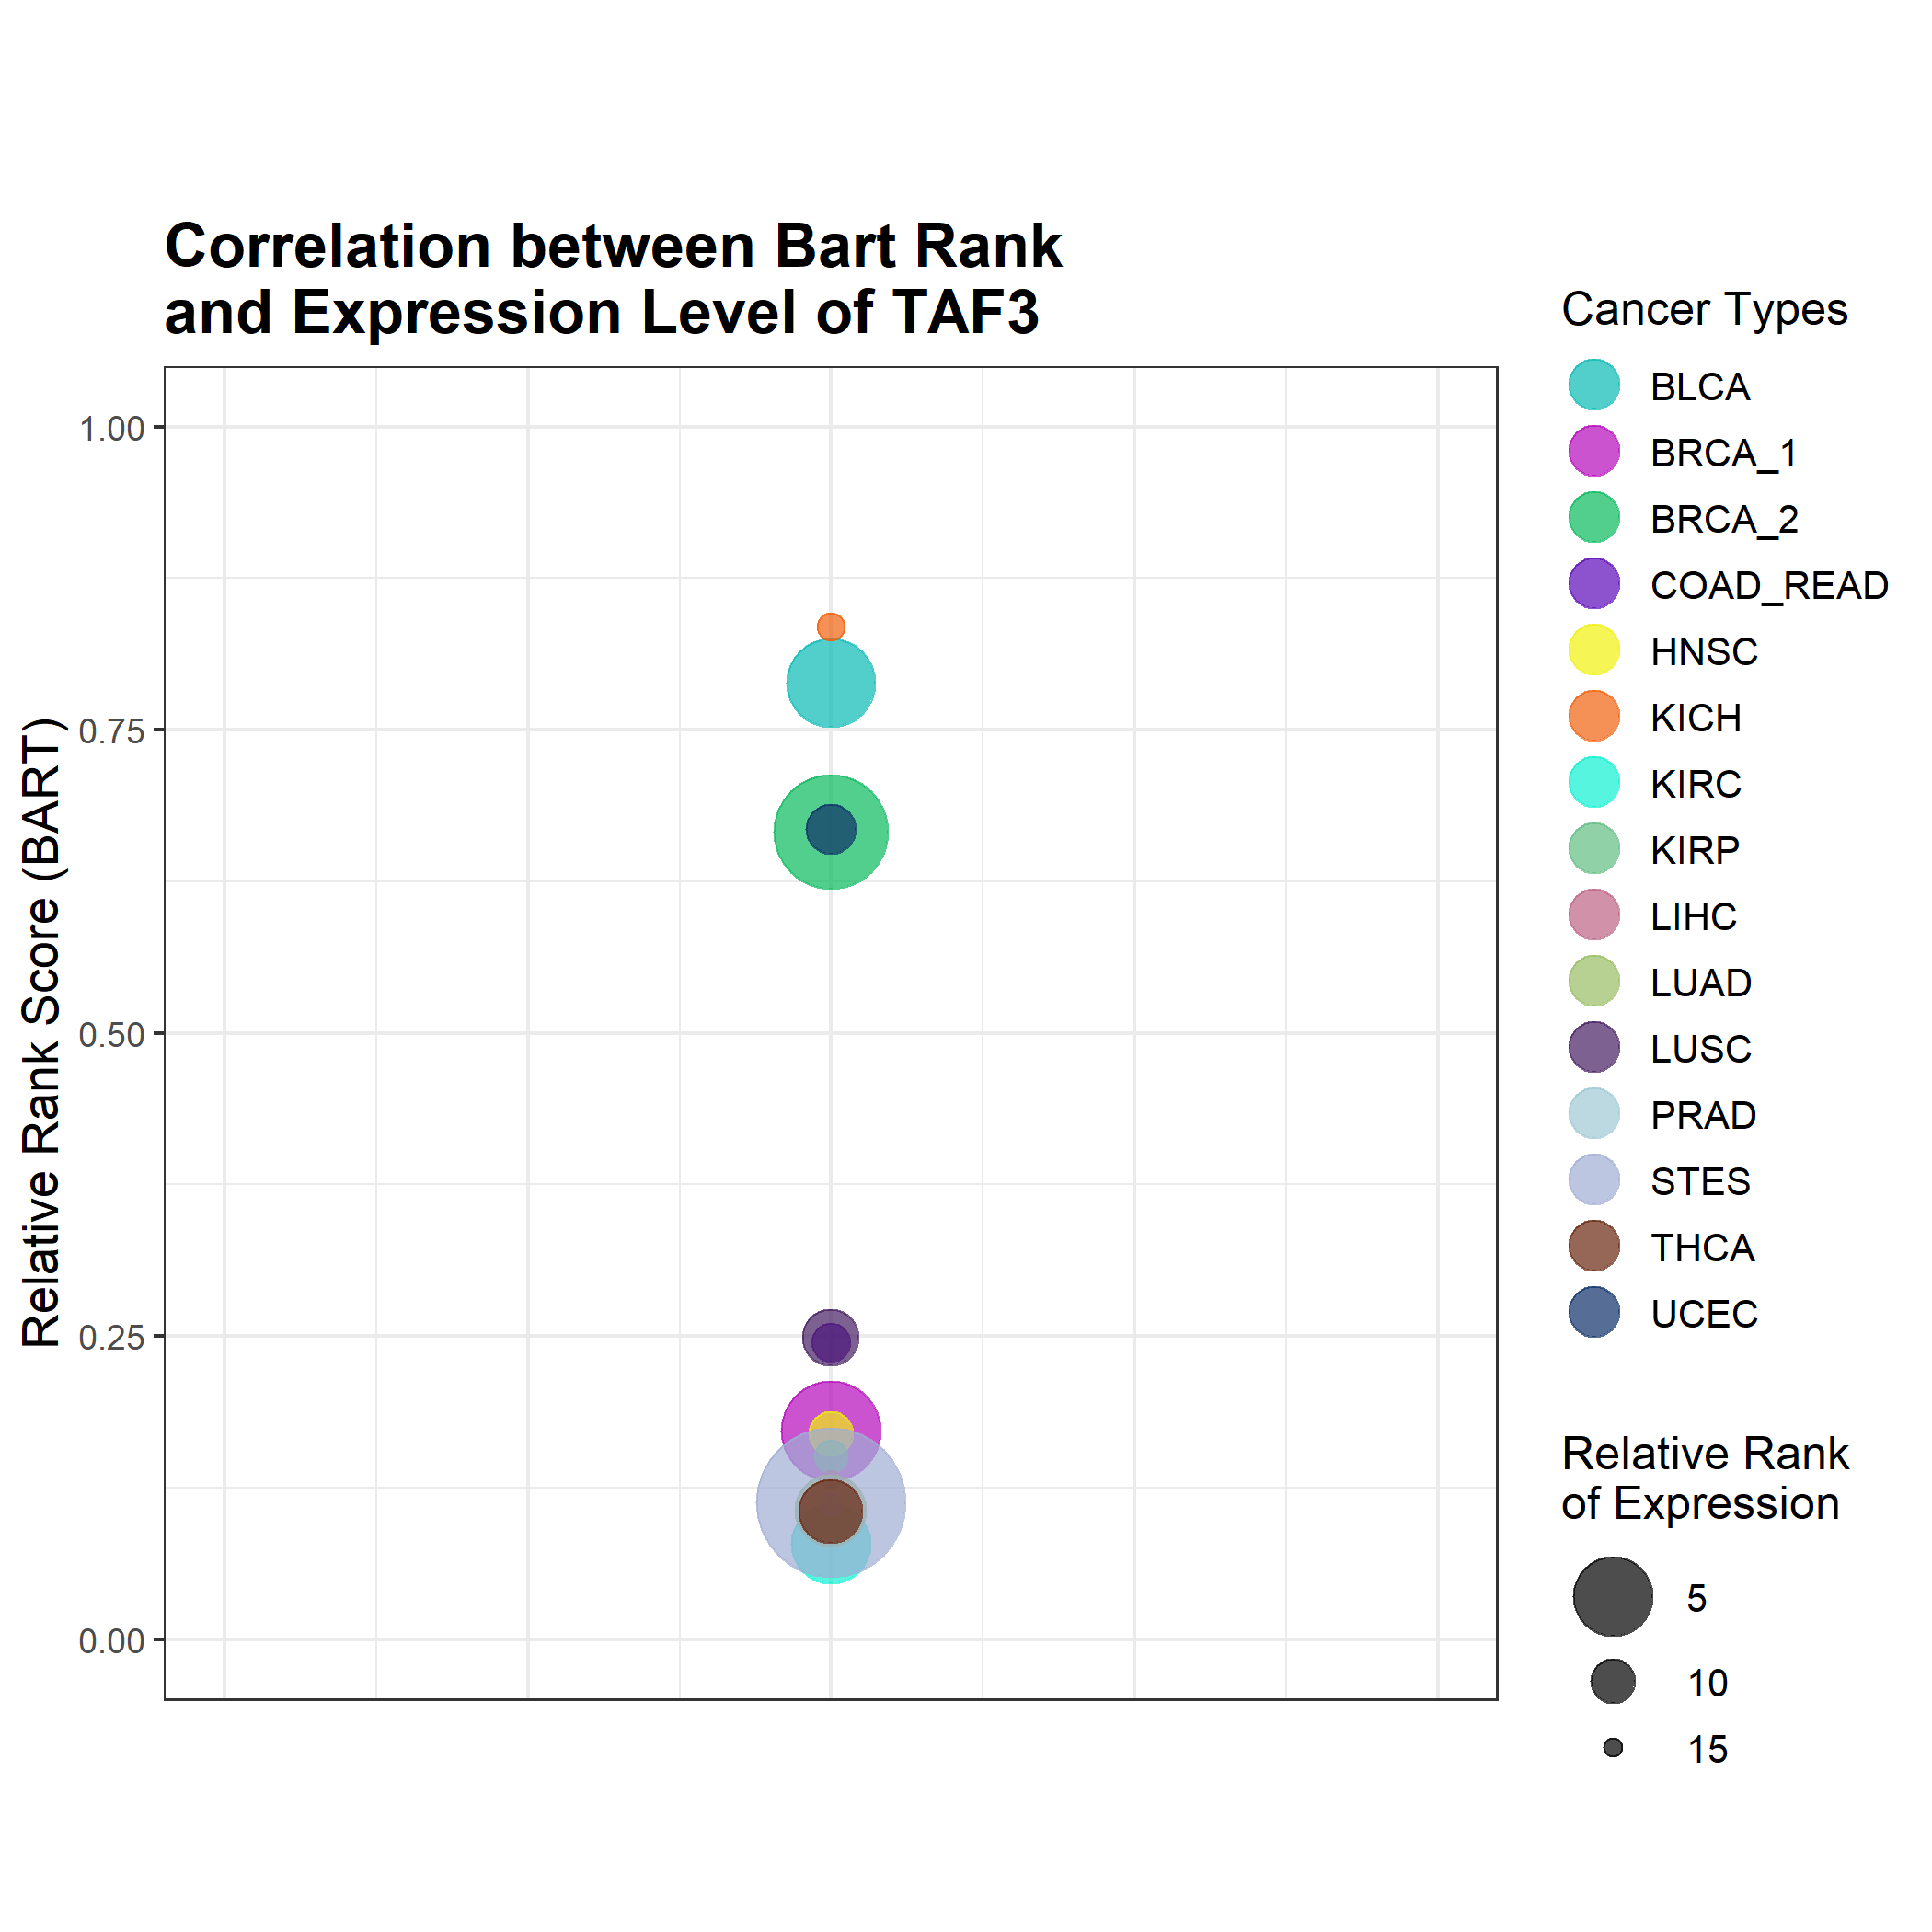 Correlation between Bart Rank
and Expression Level of TAF3
Relative Rank Score (BART)
1.00
0.75
0.50
0.25
0.00
Cancer Types
BLCA
BRCA_1
BRCA_2
COAD_READ
HNSC
KICH
KIRC
KIRP
LIHC
LUAD
LUSC
PRAD
STES
THCA
UCEC
Relative Rank
of Expression
5
10
15